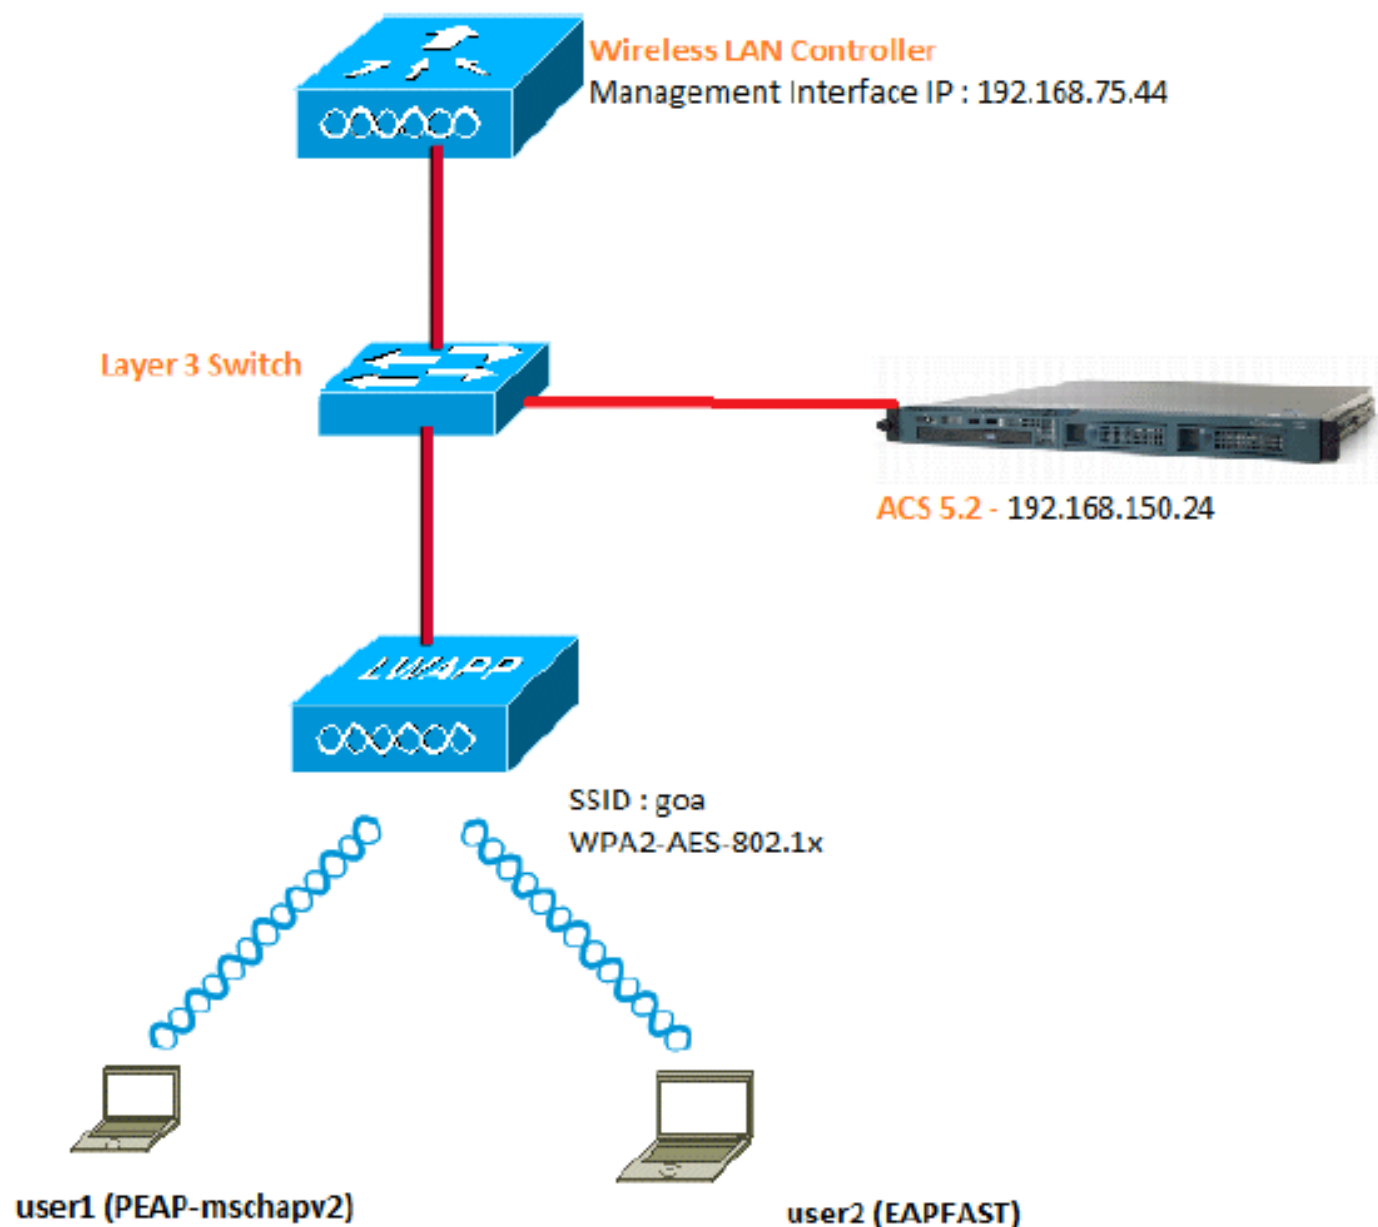 Wireless LAN Controller
Management Interface IP : 192.168.75.44
Layer 3 Switch
ACS 5.2 - 192.168.150.24
LWAPP
SSID : goa
WPA2-AES-802.1x
user1 (PEAP-mschapv2)
user2 (EAPFAST)